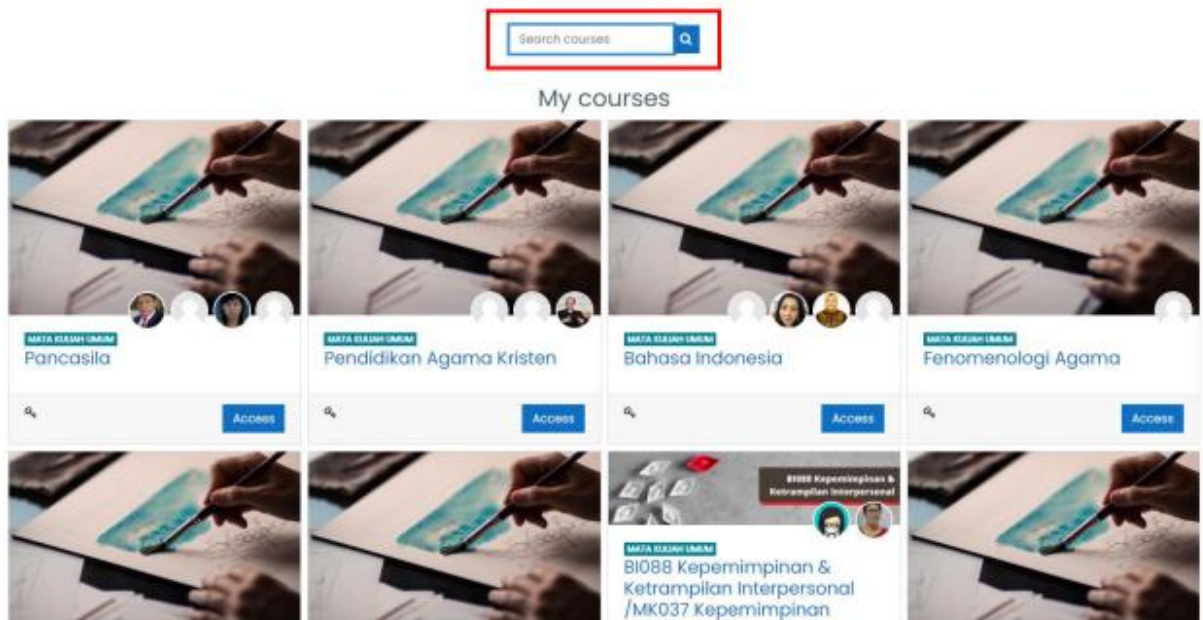 Search courses
My courses
MATA KULIAH UMUM
Pancasila
Access
MATA KULIAH UMUM
Pendidikan Agama Kristen
Access
MATA KULIAH UMUM
Bahasa Indonesia
Access
MATA KULIAH UMUM
Fenomenologi Agama
Access
BI088 Kepemimpinan &
Ketrampilan Interpersonal
MATA KULIAH UMUM
BI088 Kepemimpinan &
Ketrampilan Interpersonal
/MK037 Kepemimpinan